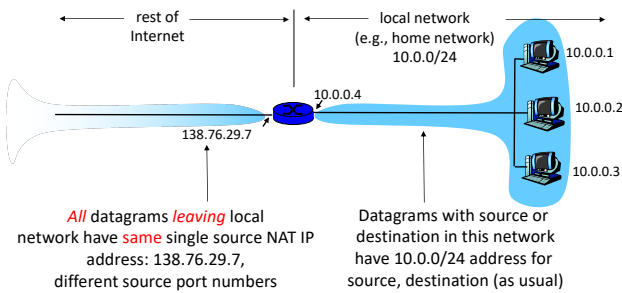 rest of
Internet
local network
(e.g., home network)
10.0.0/24
10.0.0.1
10.0.0.4
10.0.0.2
138.76.29.7
10.0.0.3
All datagrams leaving local
network have same single source NAT IP
address: 138.76.29.7,
different source port numbers
Datagrams with source or
destination in this network
have 10.0.0/24 address for
source, destination (as usual)